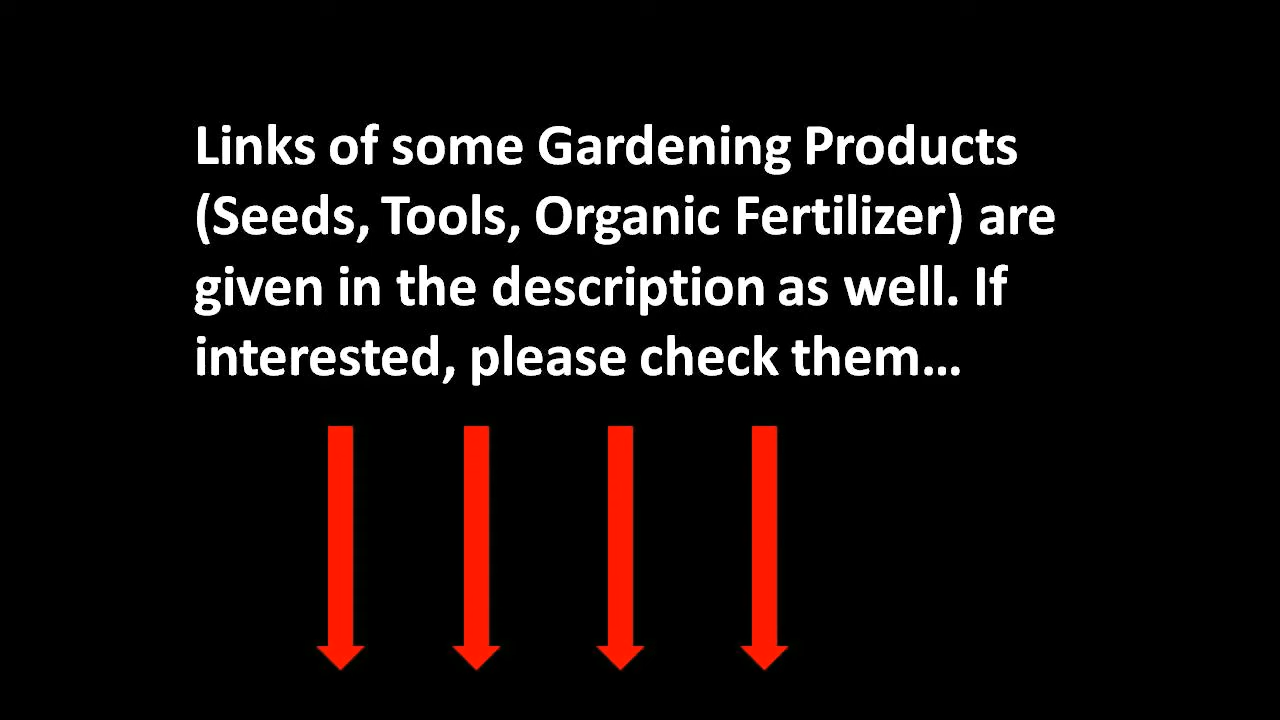 Links of some Gardening Products
(Seeds, Tools, Organic Fertilizer) are
given in the description as well. If
interested, please check them…